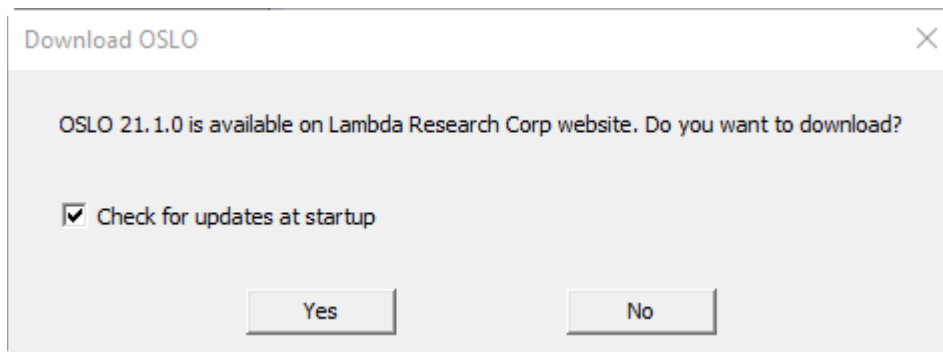 Download OSLO
OSLO 21.1.0 is available on Lambda Research Corp website. Do you want to download?
Check for updates at startup
Yes
No